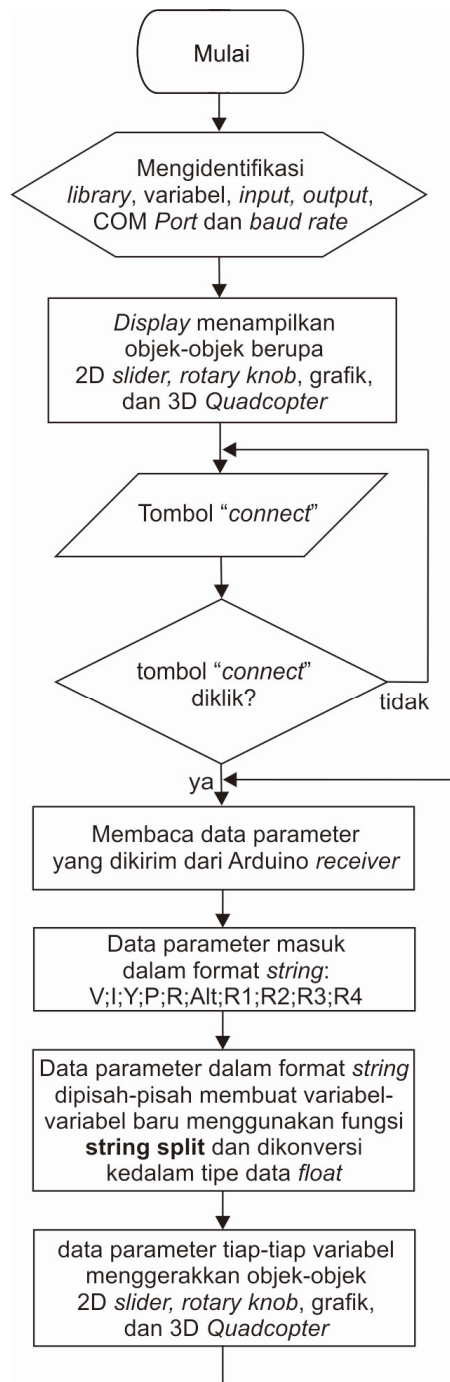 Mulai
Mengidentifikasi
library, variabel, input, output,
COM Port dan baud rate
Display menampilkan
objek-objek berupa
2D slider, rotary knob, grafik,
dan 3D Quadcopter
Tombol “connect”
tombol “connect”
diklik?
tidak
ya
Membaca data parameter
yang dikirim dari Arduino receiver
Data parameter masuk
dalam format string:
V;I;Y;P;R;Alt;R1;R2;R3;R4
Data parameter dalam format string
dipisah-pisah membuat variabel-
variabel baru menggunakan fungsi
string split dan dikonversi
kedalam tipe data float
data parameter tiap-tiap variabel
menggerakkan objek-objek
2D slider, rotary knob, grafik,
dan 3D Quadcopter